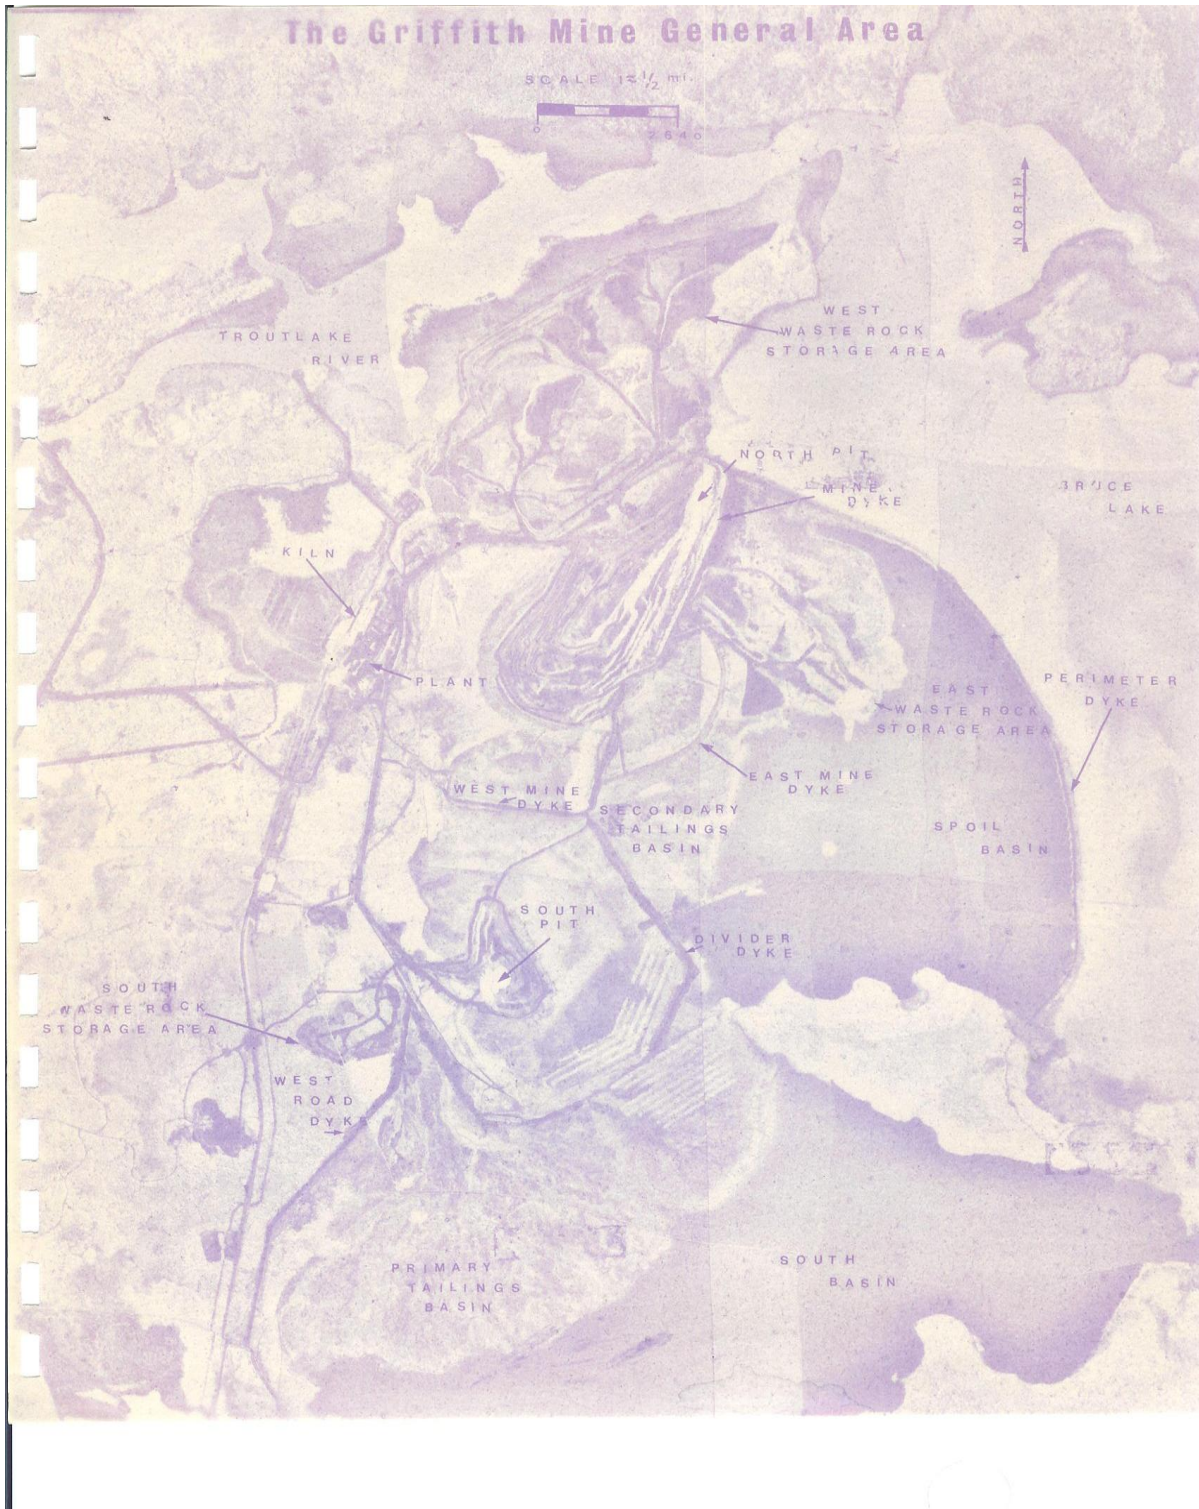 The Griffith Mine General Area
SCALE 1"≈ 1/2 mi.
0 2640
NORTH
TROUTLAKE
RIVER
WEST
WASTE ROCK
STORAGE AREA
NORTH PIT
MINE
DYKE
BRUCE
LAKE
KILN
PLANT
EAST
WASTE ROCK
STORAGE AREA
PERIMETER
DYKE
WEST MINE
DYKE
EAST MINE
DYKE
SECONDARY
TAILINGS
BASIN
SPOIL
BASIN
SOUTH
PIT
DIVIDER
DYKE
SOUTH
WASTE ROCK
STORAGE AREA
WEST
ROAD
DYKE
PRIMARY
TAILINGS
BASIN
SOUTH
BASIN